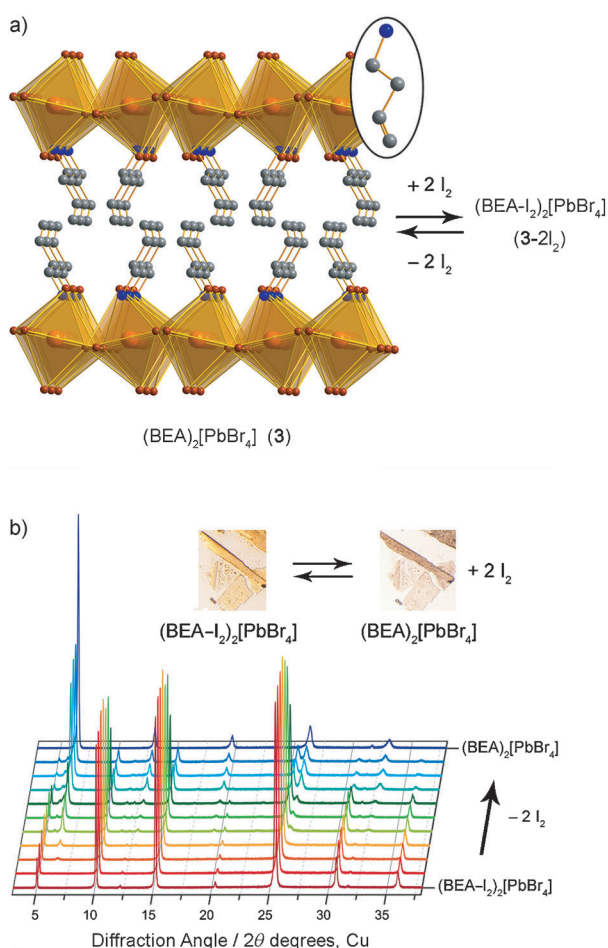 a)
+ 2 I₂
− 2 I₂
(BEA-I₂)₂[PbBr₄]
(3-2I₂)
(BEA)₂[PbBr₄] (3)
b)
+ 2 I₂
(BEA–I₂)₂[PbBr₄]
(BEA)₂[PbBr₄]
(BEA)₂[PbBr₄]
− 2 I₂
(BEA–I₂)₂[PbBr₄]
5 10 15 20 25 30 35
Diffraction Angle / 2θ degrees, Cu